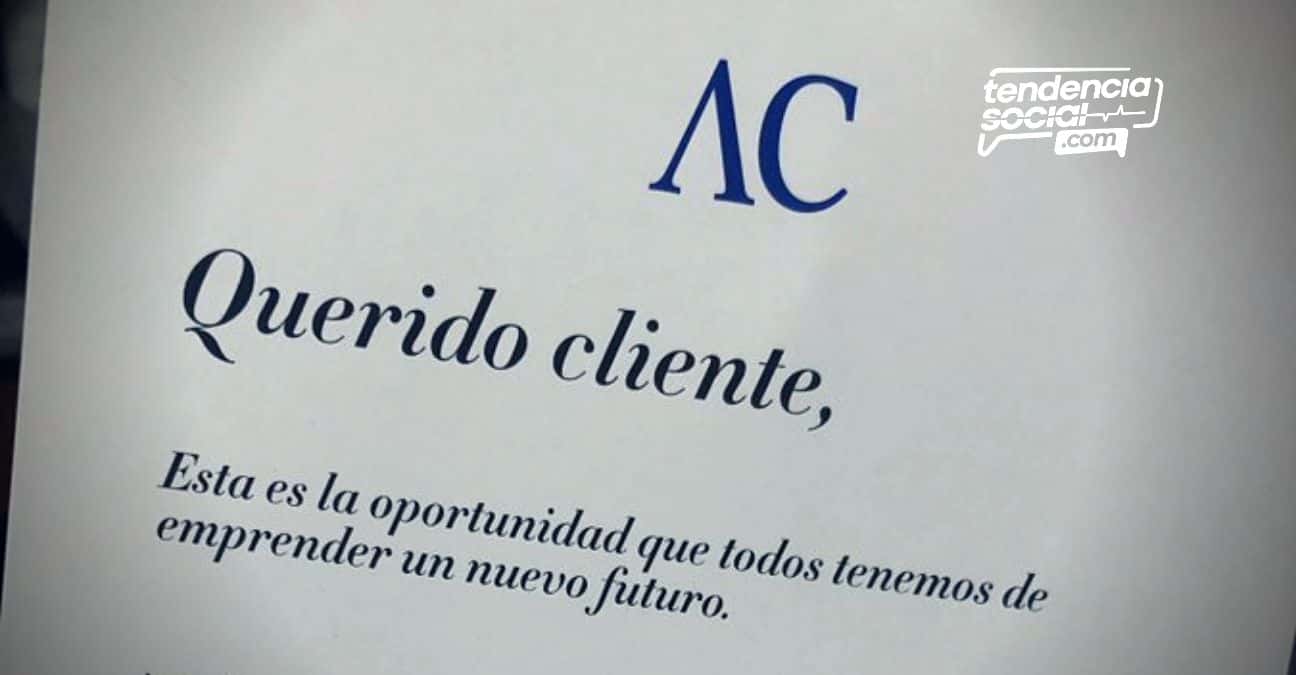 AC
tendencia
social
.com
Querido cliente,
Esta es la oportunidad que todos tenemos de
emprender un nuevo futuro.